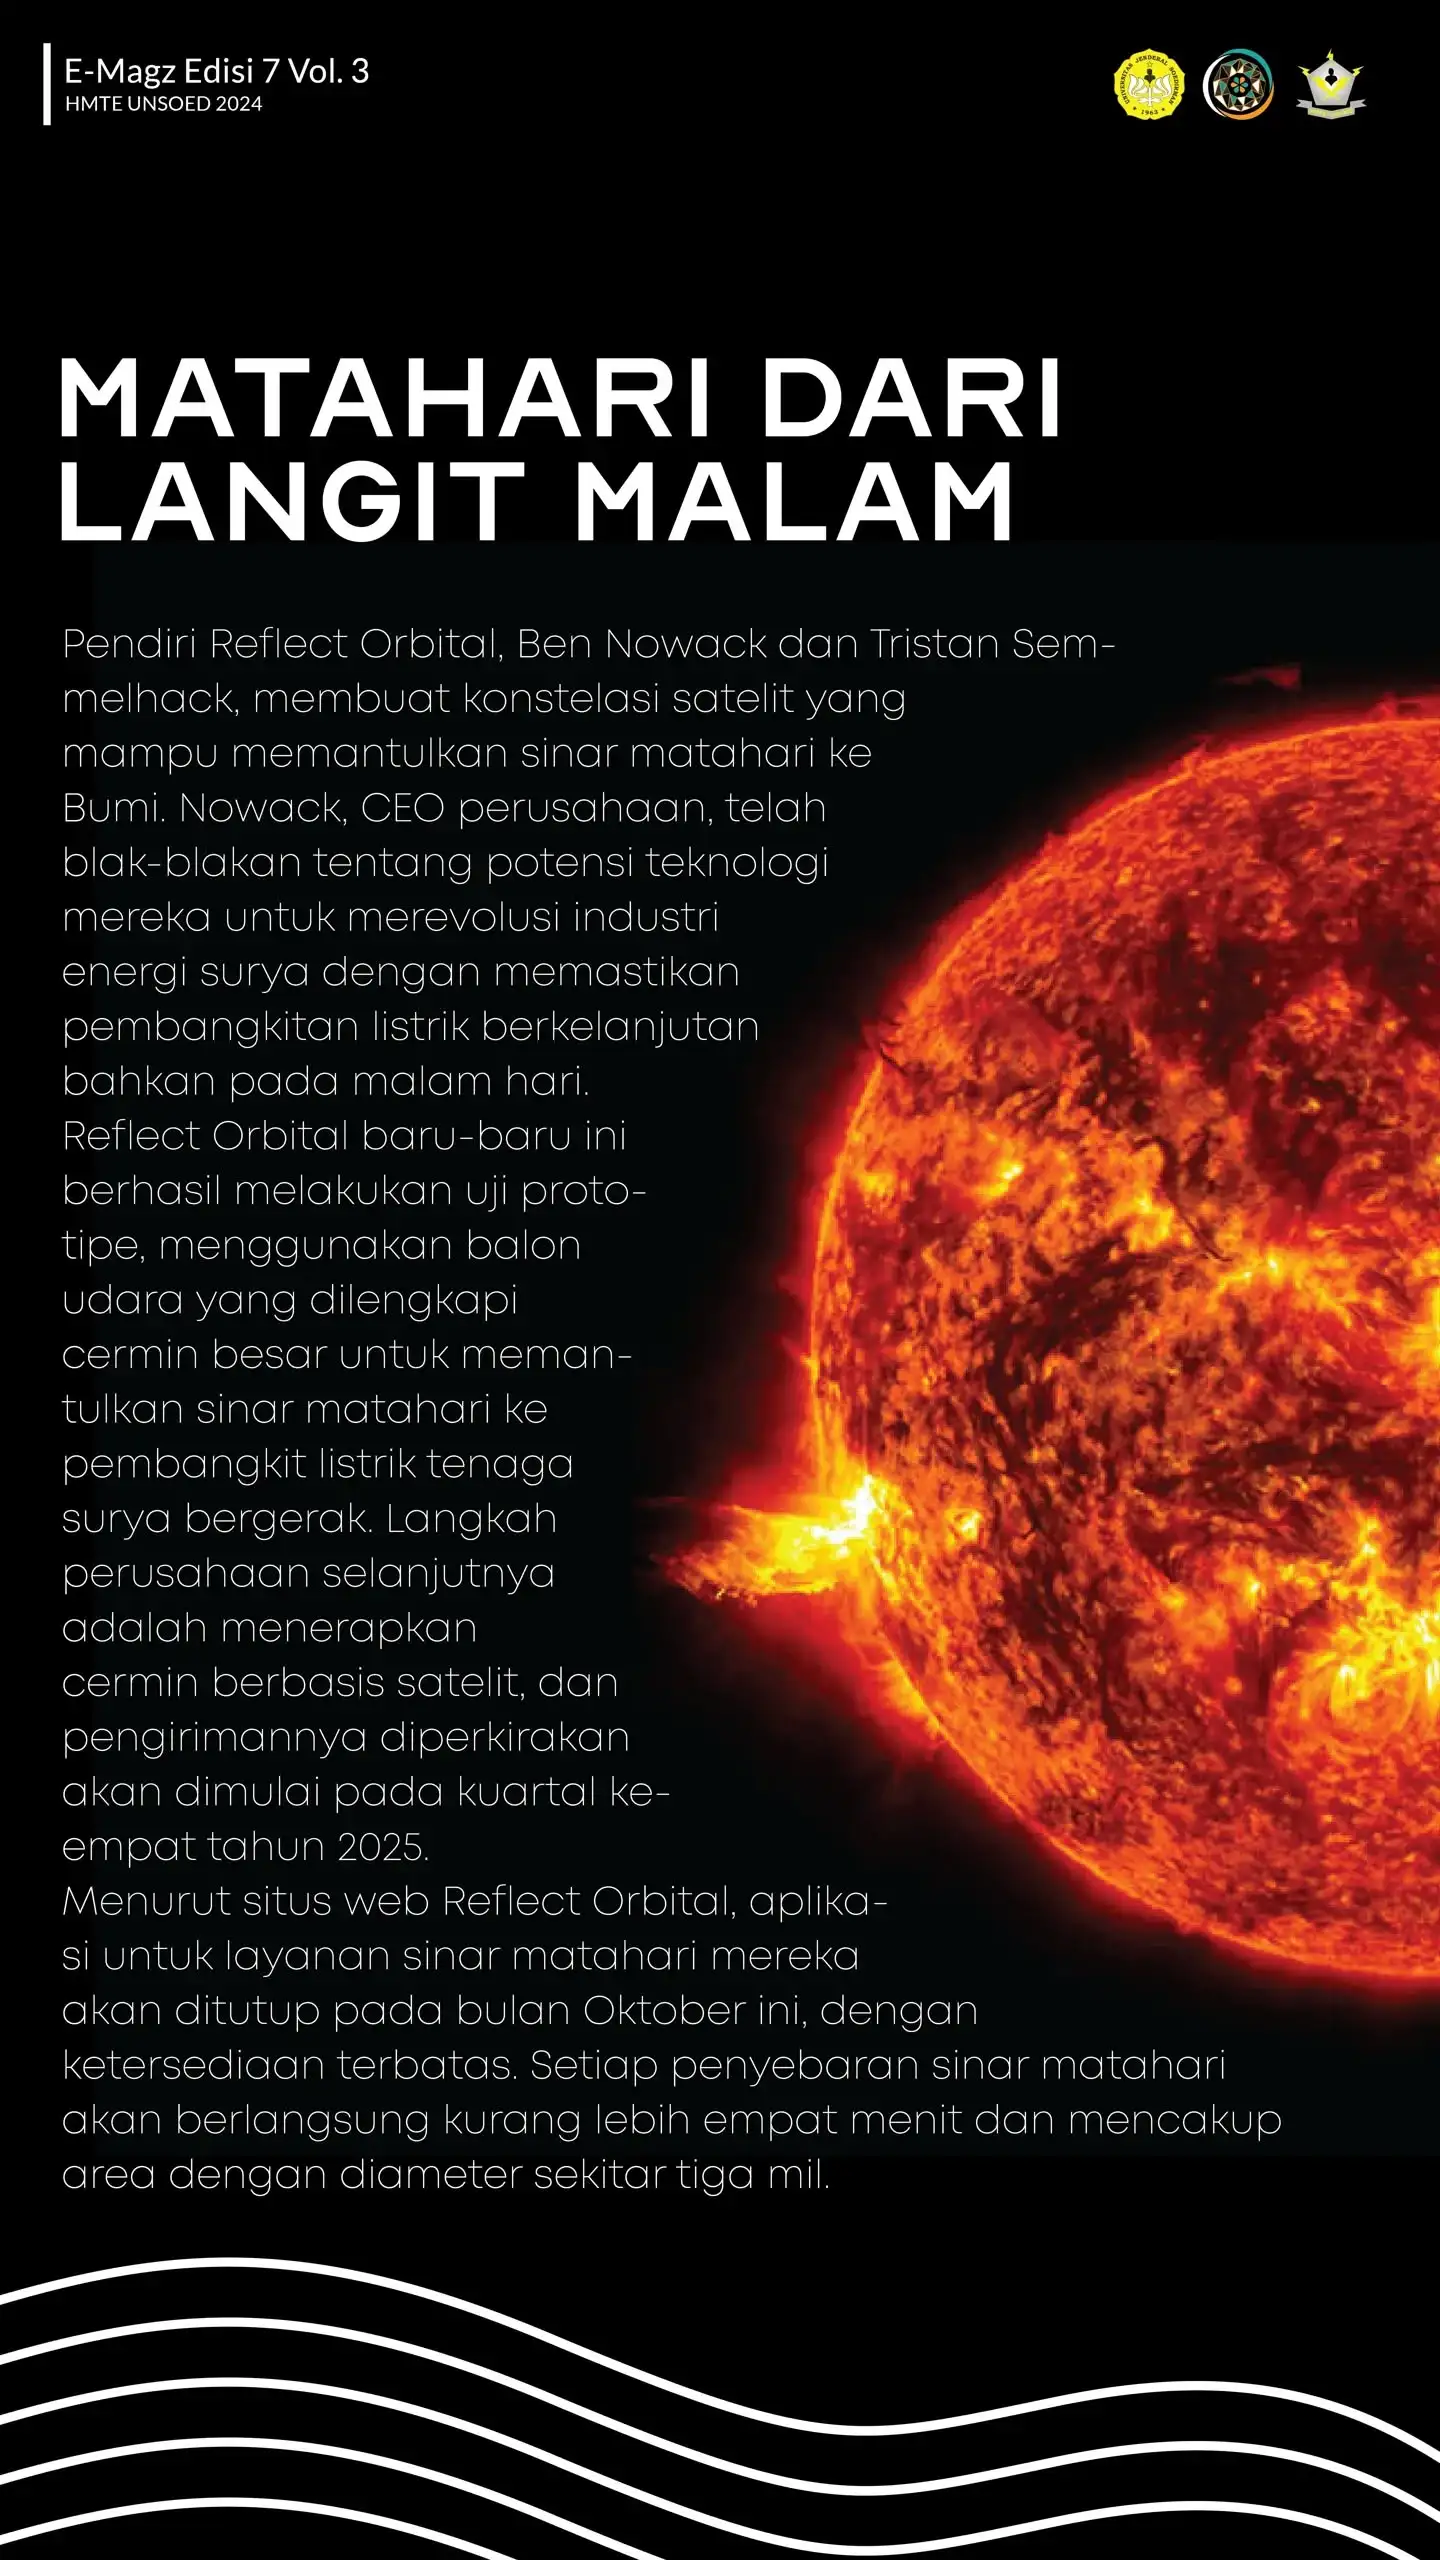 E-Magz Edisi 7 Vol. 3
HMTE UNSOED 2024
UNIVERSITAS JENDERAL SOEDIRMAN
1963
MATAHARI DARI
LANGIT MALAM
Pendiri Reflect Orbital, Ben Nowack dan Tristan Sem-
melhack, membuat konstelasi satelit yang
mampu memantulkan sinar matahari ke
Bumi. Nowack, CEO perusahaan, telah
blak-blakan tentang potensi teknologi
mereka untuk merevolusi industri
energi surya dengan memastikan
pembangkitan listrik berkelanjutan
bahkan pada malam hari.
Reflect Orbital baru-baru ini
berhasil melakukan uji proto-
tipe, menggunakan balon
udara yang dilengkapi
cermin besar untuk meman-
tulkan sinar matahari ke
pembangkit listrik tenaga
surya bergerak. Langkah
perusahaan selanjutnya
adalah menerapkan
cermin berbasis satelit, dan
pengirimannya diperkirakan
akan dimulai pada kuartal ke-
empat tahun 2025.
Menurut situs web Reflect Orbital, aplika-
si untuk layanan sinar matahari mereka
akan ditutup pada bulan Oktober ini, dengan
ketersediaan terbatas. Setiap penyebaran sinar matahari
akan berlangsung kurang lebih empat menit dan mencakup
area dengan diameter sekitar tiga mil.